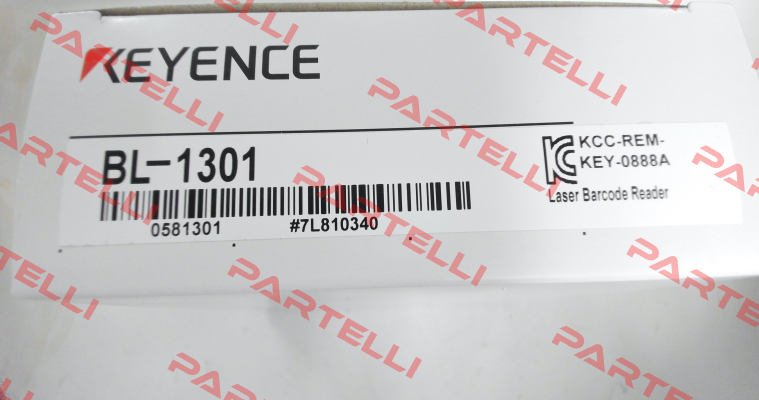 KEYENCE
BL-1301
0581301 #7L810340
KCC-REM-
KEY-0888A
Laser Barcode Reader
PARTELLI
PARTELLI
PARTELLI
PARTELLI
PARTELLI
PARTELLI
PARTELLI